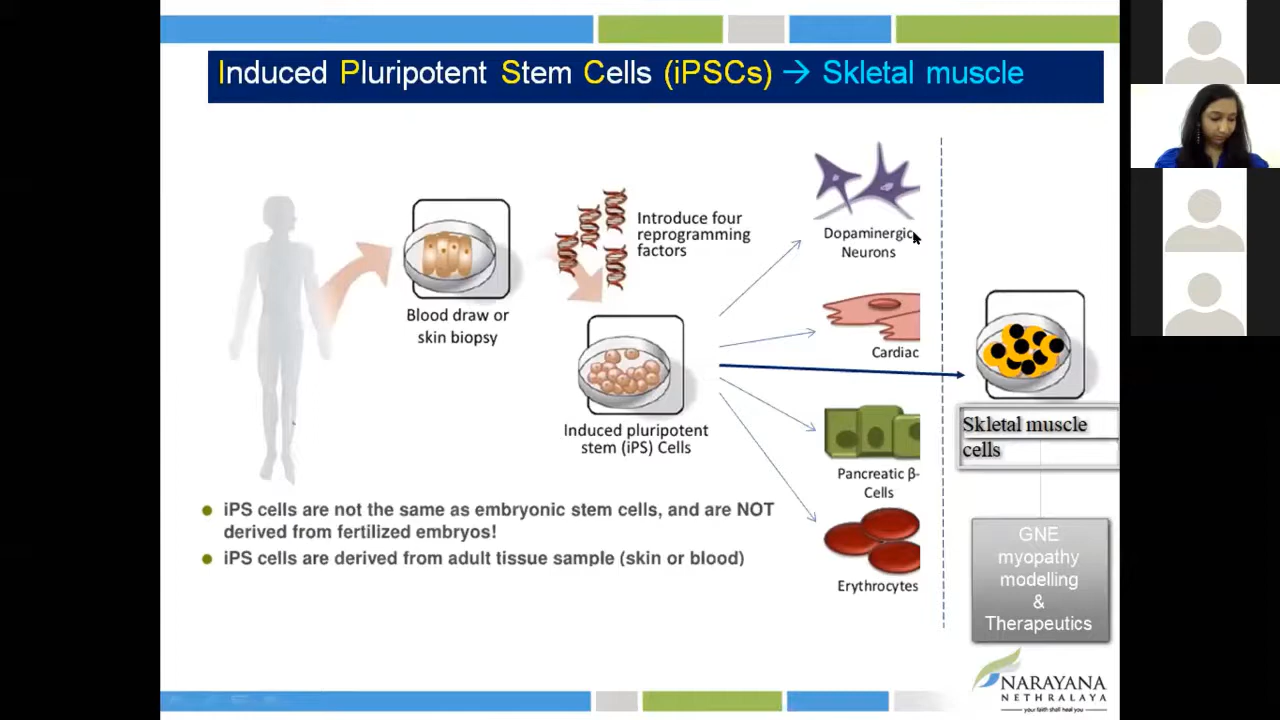 Induced Pluripotent Stem Cells (iPSCs) → Skletal muscle
Introduce four
reprogramming
factors
Blood draw or
skin biopsy
Induced pluripotent
stem (iPS) Cells
Dopaminergic
Neurons
Cardiac
Pancreatic β-
Cells
Erythrocytes
Skletal muscle
cells
GNE
myopathy
modelling
&
Therapeutics
iPS cells are not the same as embryonic stem cells, and are NOT
derived from fertilized embryos!
iPS cells are derived from adult tissue sample (skin or blood)
NARAYANA
NETHRALAYA
your faith shall heal you